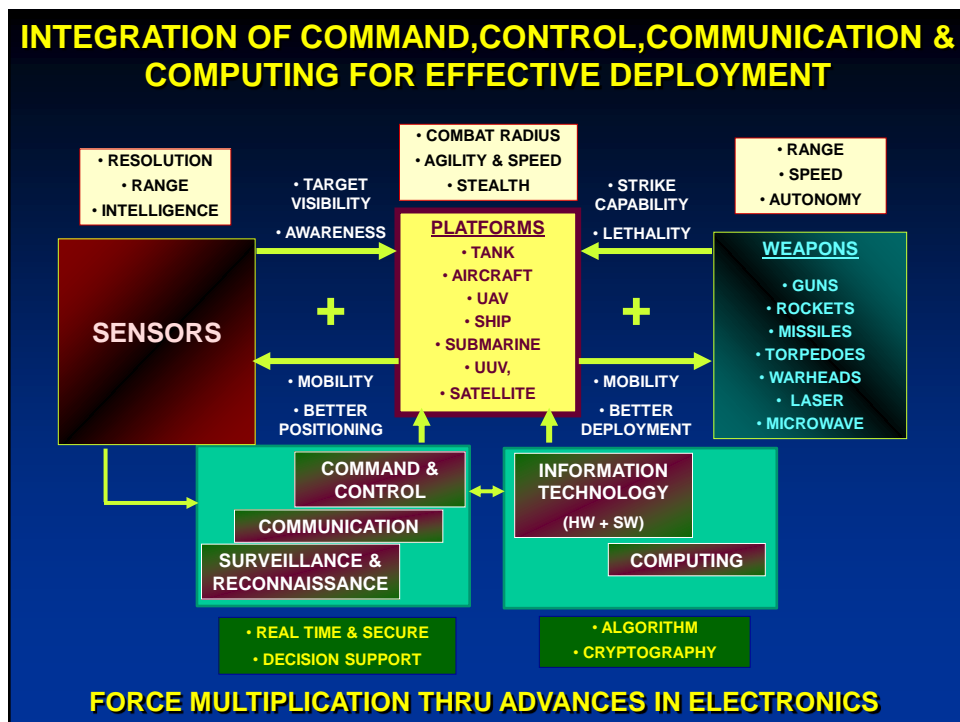 INTEGRATION OF COMMAND,CONTROL,COMMUNICATION &
COMPUTING FOR EFFECTIVE DEPLOYMENT
• RESOLUTION
• RANGE
• INTELLIGENCE
• TARGET
VISIBILITY
• AWARENESS
• COMBAT RADIUS
• AGILITY & SPEED
• STEALTH
• STRIKE
CAPABILITY
• LETHALITY
• RANGE
• SPEED
• AUTONOMY
SENSORS
+
PLATFORMS
• TANK
• AIRCRAFT
• UAV
• SHIP
• SUBMARINE
• UUV,
• SATELLITE
+
WEAPONS
• GUNS
• ROCKETS
• MISSILES
• TORPEDOES
• WARHEADS
• LASER
• MICROWAVE
• MOBILITY
• BETTER
POSITIONING
• MOBILITY
• BETTER
DEPLOYMENT
COMMAND &
CONTROL
COMMUNICATION
SURVEILLANCE &
RECONNAISSANCE
INFORMATION
TECHNOLOGY
(HW + SW)
COMPUTING
• REAL TIME & SECURE
• DECISION SUPPORT
• ALGORITHM
• CRYPTOGRAPHY
FORCE MULTIPLICATION THRU ADVANCES IN ELECTRONICS